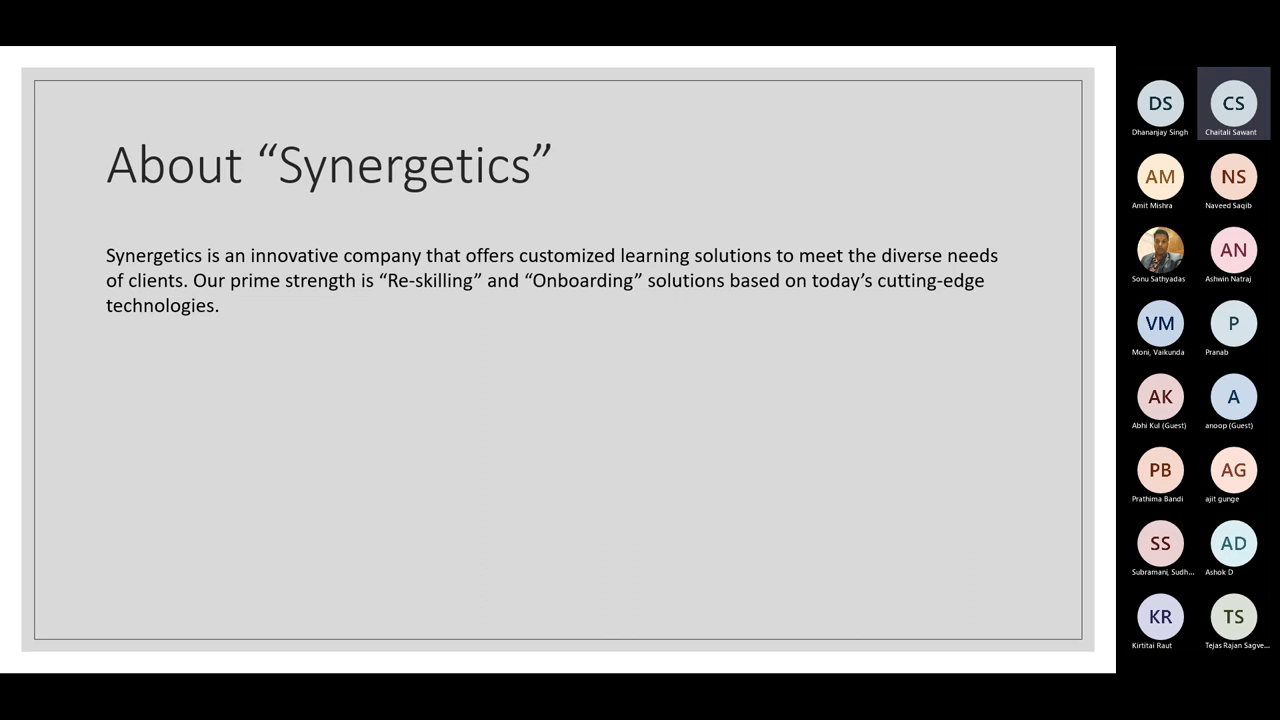 About “Synergetics”
Synergetics is an innovative company that offers customized learning solutions to meet the diverse needs
of clients. Our prime strength is “Re-skilling” and “Onboarding” solutions based on today’s cutting-edge
technologies.
DS
CS
Dhananjay Singh
Chaitali Sawant
AM
NS
Amit Mishra
Naveed Saqib
AN
Sonu Sathyadas
Ashwin Natraj
VM
P
Moni, Vaikunda
Pranab
AK
A
Abhi Kul (Guest)
anoop (Guest)
PB
AG
Prathima Bandi
ajit gunge
SS
AD
Subramani, Sudh...
Ashok D
KR
TS
Kirtitai Raut
Tejas Rajan Sagve...